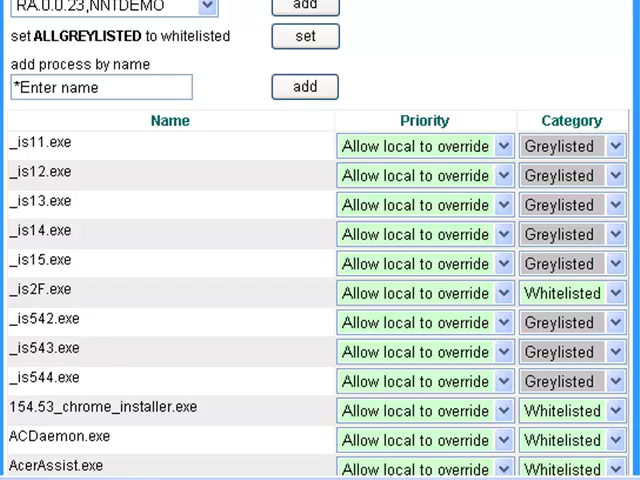 RA.0.0.23,NNTDEMO add
set ALLGREYLISTED to whitelisted set
add process by name
*Enter name add
Name Priority Category
_is11.exe Allow local to override Greylisted
_is12.exe Allow local to override Greylisted
_is13.exe Allow local to override Greylisted
_is14.exe Allow local to override Greylisted
_is15.exe Allow local to override Greylisted
_is2F.exe Allow local to override Whitelisted
_is542.exe Allow local to override Greylisted
_is543.exe Allow local to override Greylisted
_is544.exe Allow local to override Greylisted
154.53_chrome_installer.exe Allow local to override Whitelisted
ACDaemon.exe Allow local to override Whitelisted
AcerAssist.exe Allow local to override Whitelisted